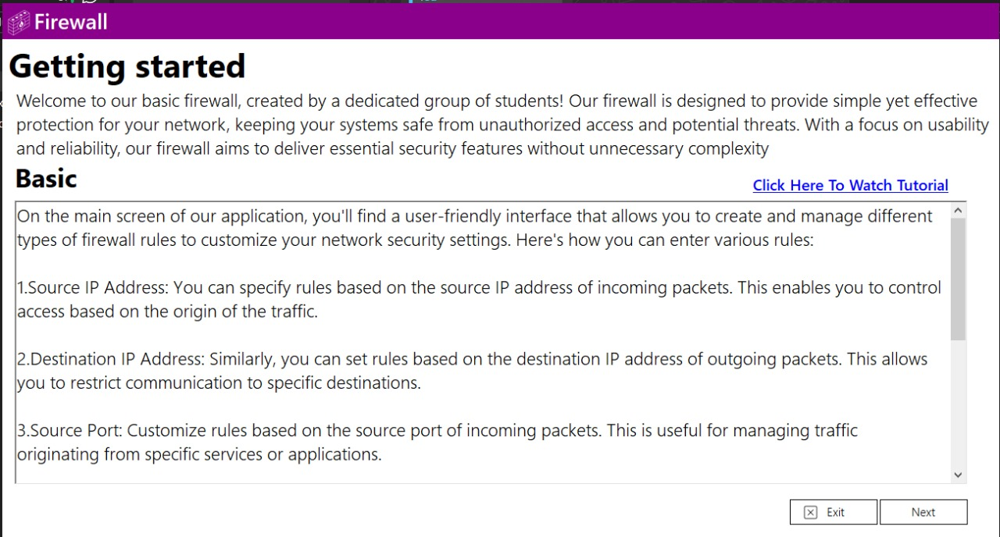 Firewall
Getting started
Welcome to our basic firewall, created by a dedicated group of students! Our firewall is designed to provide simple yet effective
protection for your network, keeping your systems safe from unauthorized access and potential threats. With a focus on usability
and reliability, our firewall aims to deliver essential security features without unnecessary complexity
Basic
Click Here To Watch Tutorial
On the main screen of our application, you'll find a user-friendly interface that allows you to create and manage different
types of firewall rules to customize your network security settings. Here's how you can enter various rules:
1.Source IP Address: You can specify rules based on the source IP address of incoming packets. This enables you to control
access based on the origin of the traffic.
2.Destination IP Address: Similarly, you can set rules based on the destination IP address of outgoing packets. This allows
you to restrict communication to specific destinations.
3.Source Port: Customize rules based on the source port of incoming packets. This is useful for managing traffic
originating from specific services or applications.
Exit
Next